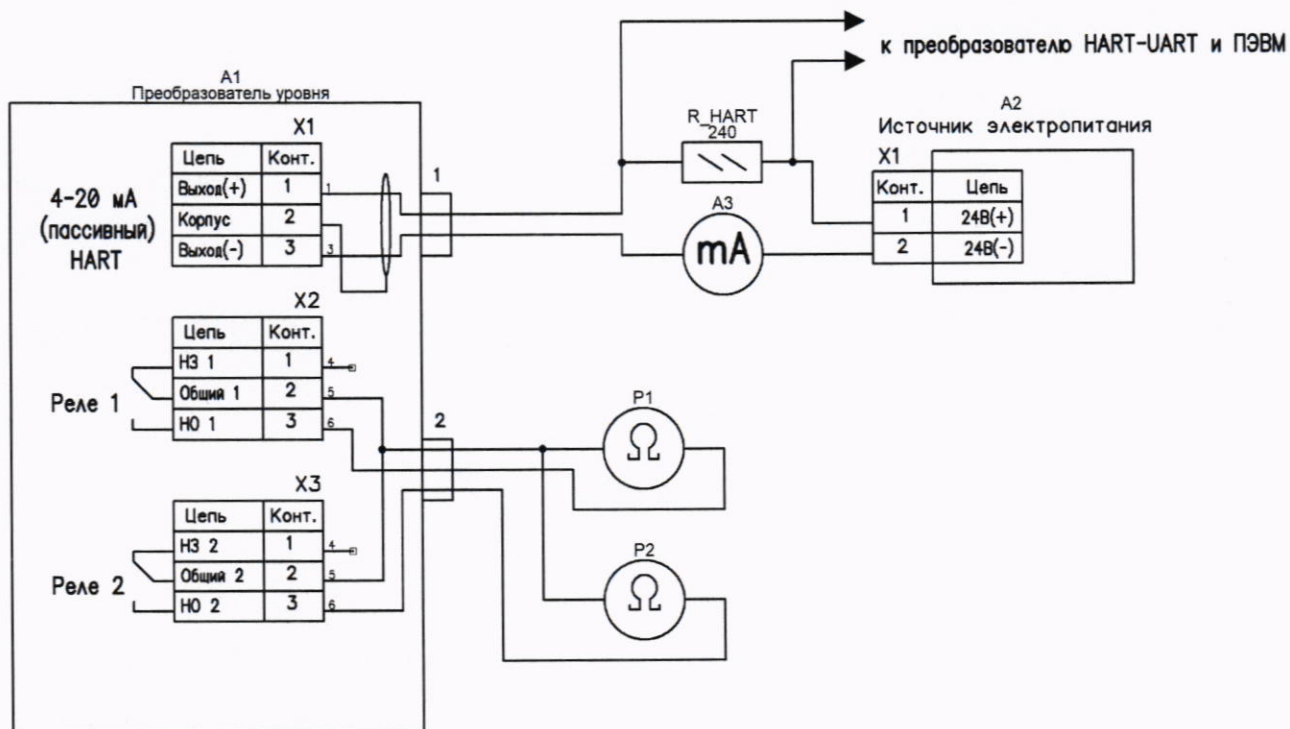 к преобразователю HART-UART и ПЭВМ
A1
Преобразователь уровня
X1
Цепь Конт.
Выход(+) 1 1
Корпус 2
Выход(-) 3 3
4-20 мА
(пассивный)
HART
1
R_HART
240
A3
mA
A2
Источник электропитания
X1
Конт. Цепь
1 24В(+)
2 24В(-)
X2
Цепь Конт.
НЗ 1 1 4
Общий 1 2 5
НО 1 3 6
Реле 1
2
P1
Ω
X3
Цепь Конт.
НЗ 2 1 4
Общий 2 2 5
НО 2 3 6
Реле 2
P2
Ω